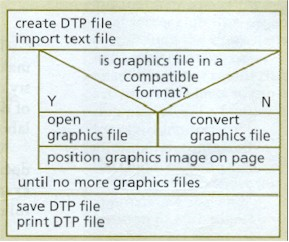 create DTP file
import text file
is graphics file in a
compatible
format?
Y
N
open
graphics file
convert
graphics file
position graphics image on page
until no more graphics files
save DTP file
print DTP file